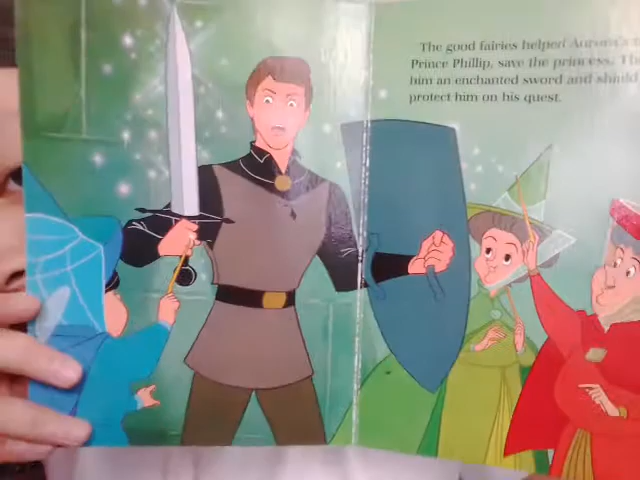 The good fairies helped Aurora's
Prince Phillip, save the princess.
him an enchanted sword and shield
protect him on his quest.